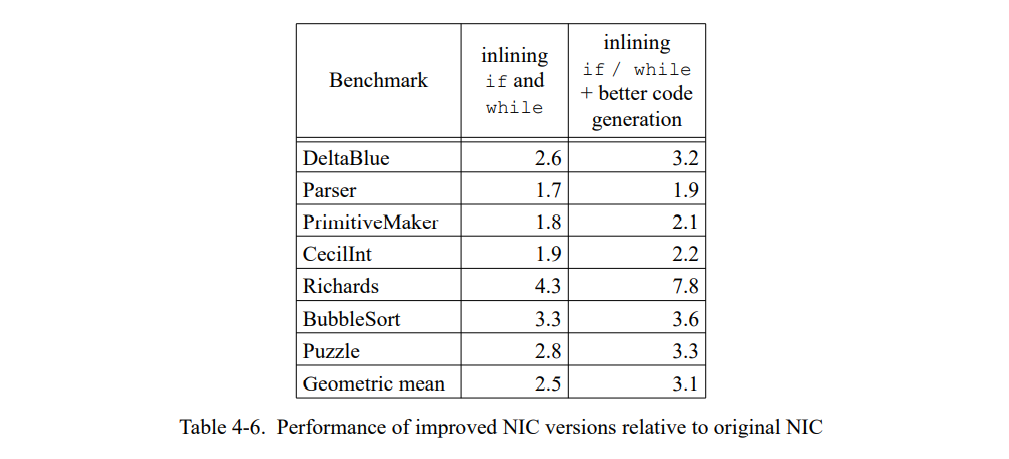 Benchmark
inlining
if and
while
inlining
if / while
+ better code
generation
DeltaBlue 2.6 3.2
Parser 1.7 1.9
PrimitiveMaker 1.8 2.1
CecilInt 1.9 2.2
Richards 4.3 7.8
BubbleSort 3.3 3.6
Puzzle 2.8 3.3
Geometric mean 2.5 3.1
Table 4-6. Performance of improved NIC versions relative to original NIC